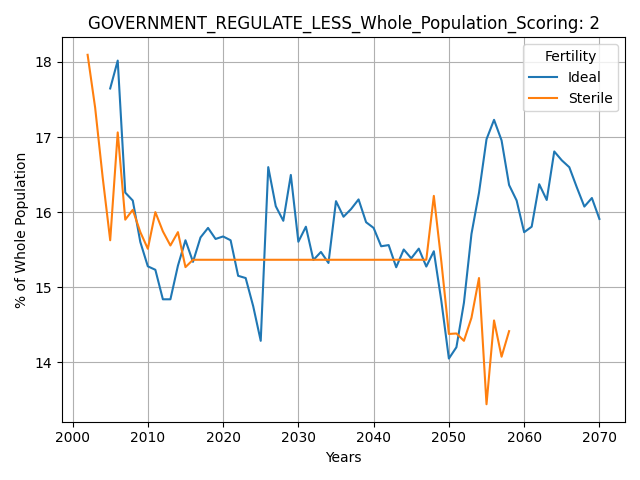 GOVERNMENT_REGULATE_LESS_Whole_Population_Scoring: 2
Fertility
Ideal
Sterile
% of Whole Population
18
17
16
15
14
2000 2010 2020 2030 2040 2050 2060 2070
Years